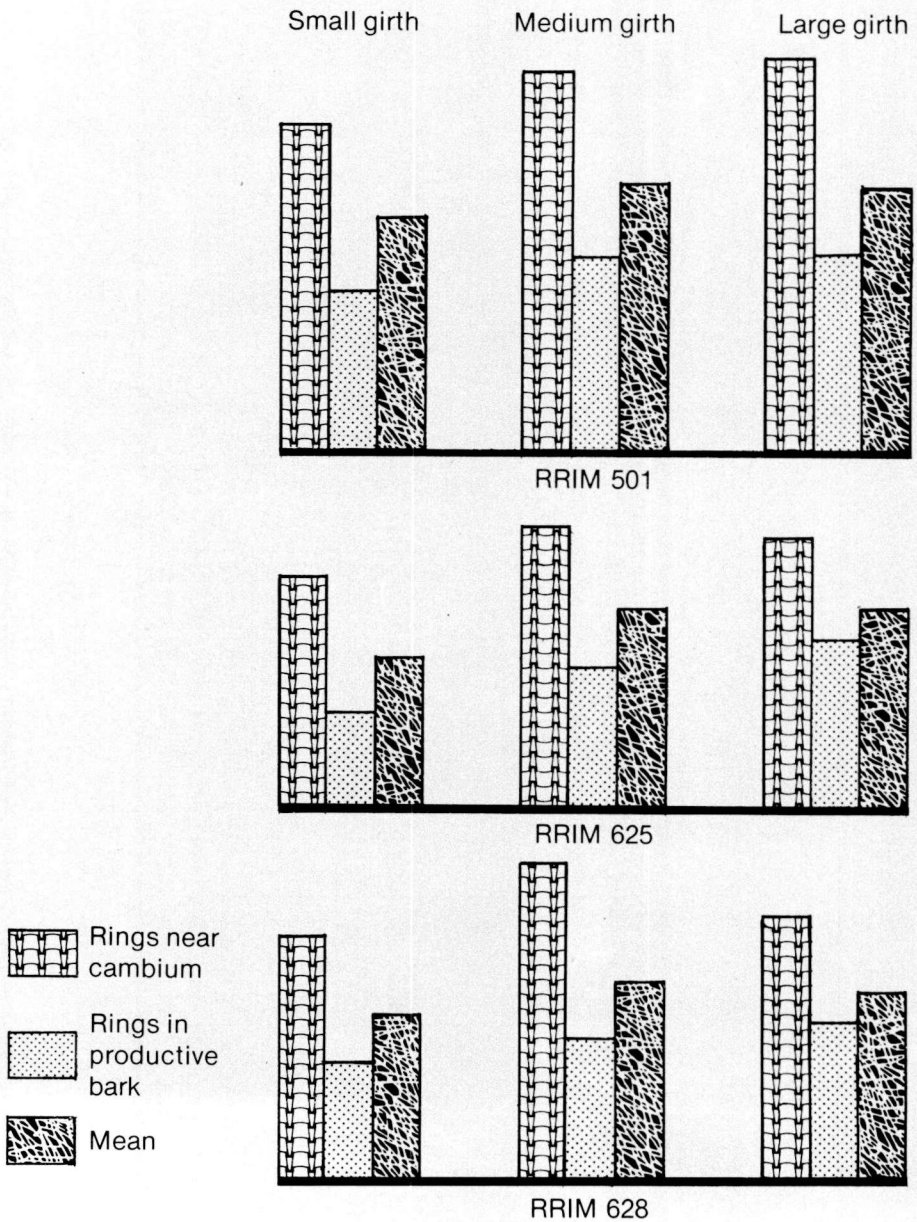 Small girth
Medium girth
Large girth
RRIM 501
RRIM 625
Rings near
cambium
Rings in
productive
bark
Mean
RRIM 628